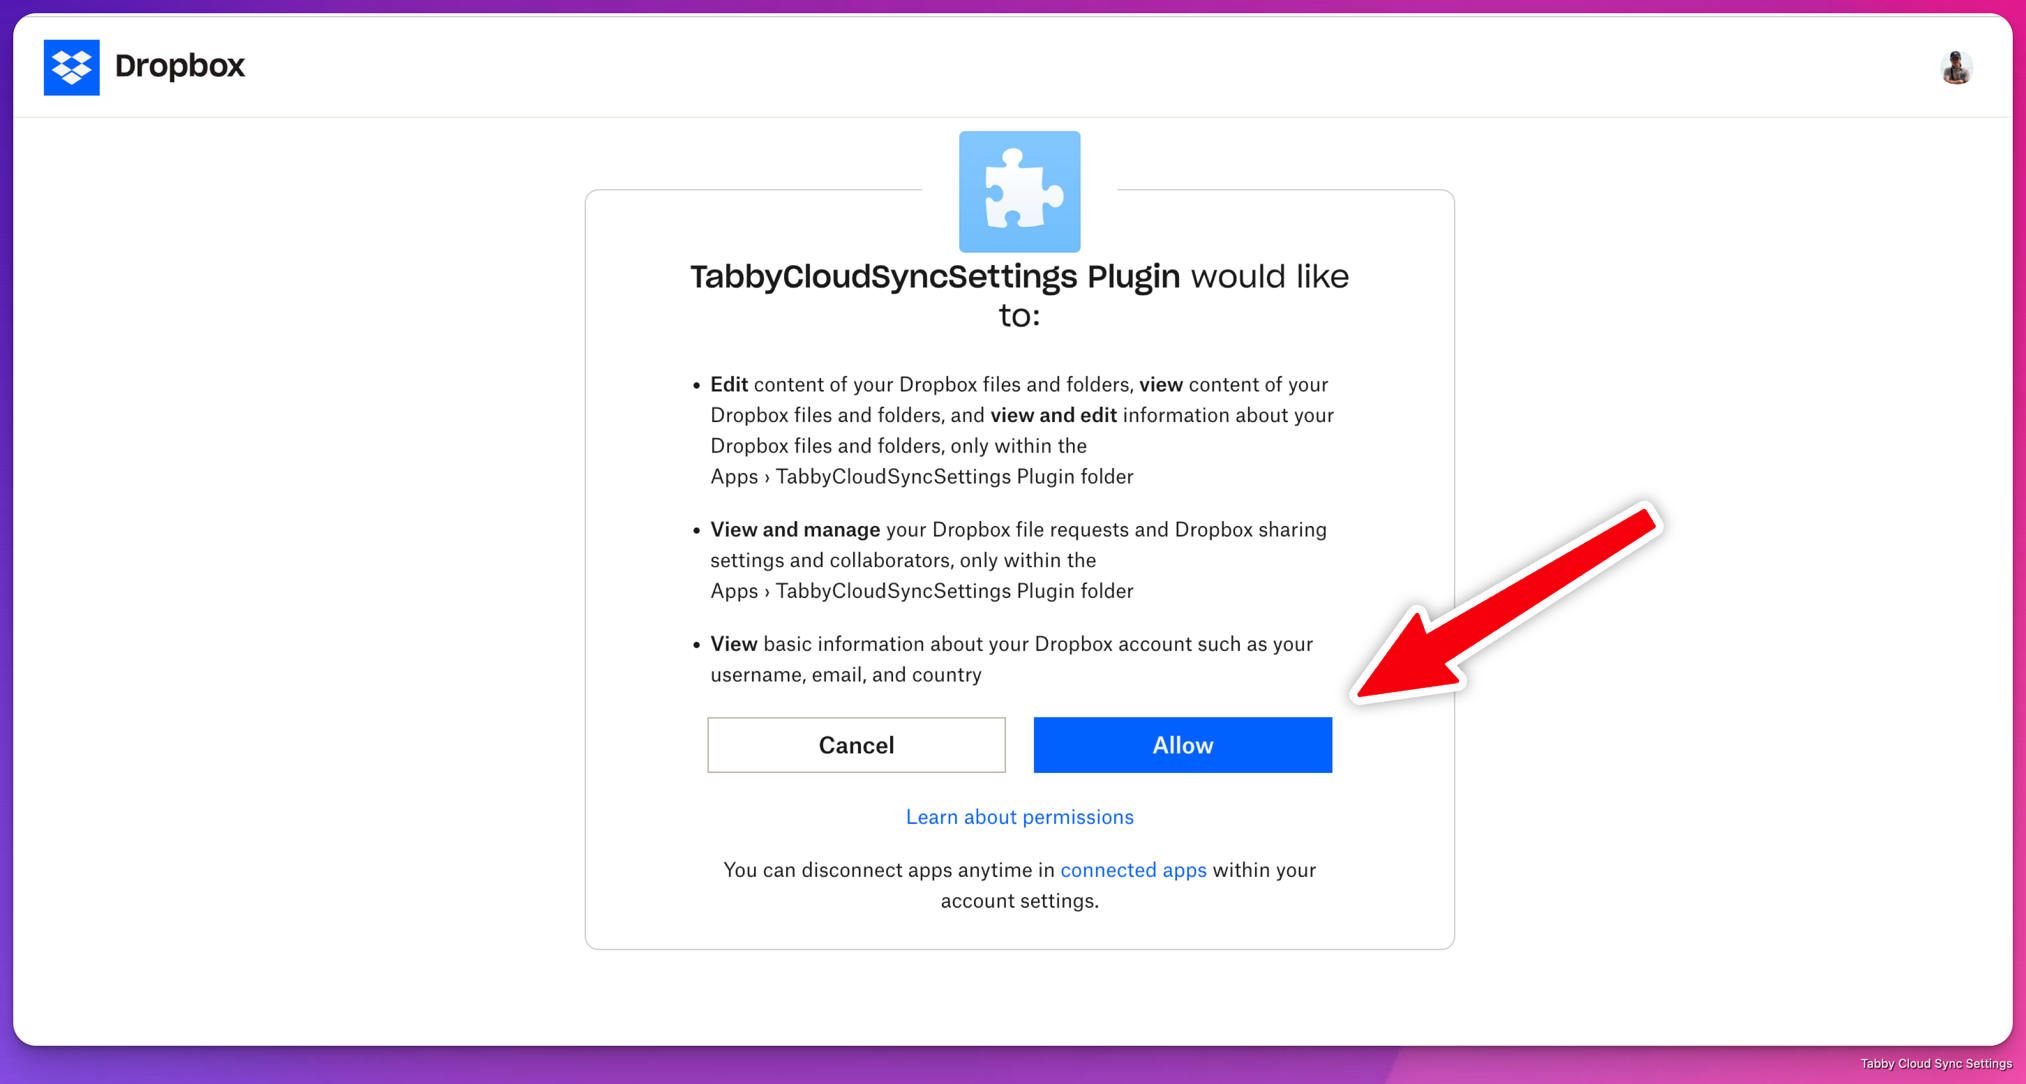 Dropbox
TabbyCloudSyncSettings Plugin would like
to:
• Edit content of your Dropbox files and folders, view content of your
Dropbox files and folders, and view and edit information about your
Dropbox files and folders, only within the
Apps › TabbyCloudSyncSettings Plugin folder
• View and manage your Dropbox file requests and Dropbox sharing
settings and collaborators, only within the
Apps › TabbyCloudSyncSettings Plugin folder
• View basic information about your Dropbox account such as your
username, email, and country
Cancel
Allow
Learn about permissions
You can disconnect apps anytime in connected apps within your
account settings.
Tabby Cloud Sync Settings